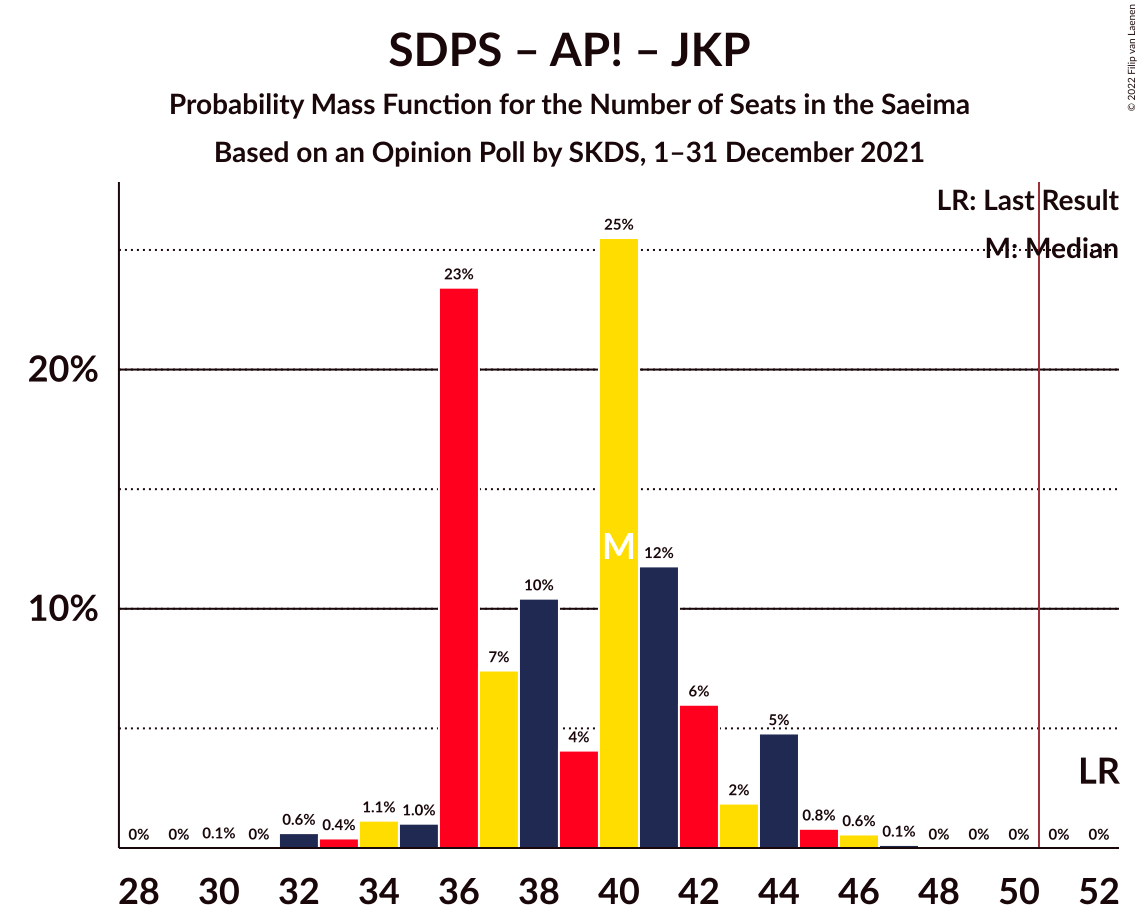 SDPS – AP! – JKP
Probability Mass Function for the Number of Seats in the Saeima
Based on an Opinion Poll by SKDS, 1–31 December 2021
© 2022 Filip van Laenen
LR: Last Result
M: Median
20%
10%
0% 0% 0.1% 0% 0.6% 0.4% 1.1% 1.0% 23% 7% 10% 4% 25% 12% 6% 2% 5% 0.8% 0.6% 0.1% 0% 0% 0% 0% 0%
M
LR
28 30 32 34 36 38 40 42 44 46 48 50 52